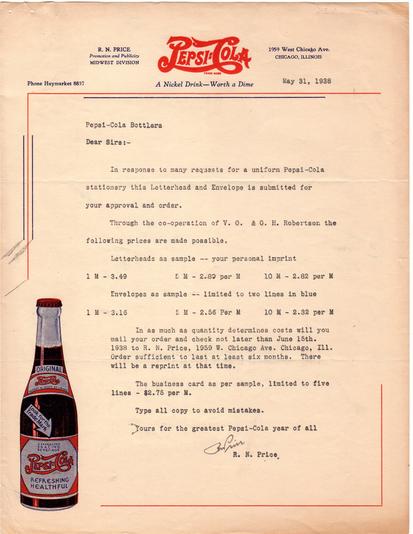 R. N. PRICE
Promotion and Publicity
MIDWEST DIVISION
PEPSI-COLA
TRADE MARK
1959 West Chicago Ave.
CHICAGO, ILLINOIS
Phone Haymarket 8857
A Nickel Drink—Worth a Dime
May 31, 1938
Pepsi-Cola Bottlers
Dear Sirs:-
In response to many requests for a uniform Pepsi-Cola
stationery this Letterhead and Envelope is submitted for
your approval and order.
Through the co-operation of V. O. & G. H. Robertson the
following prices are made possible.
Letterheads as sample -- your personal imprint
1 M - 3.49 5 M - 2.89 per M 10 M - 2.82 per M
Envelopes as sample -- limited to two lines in blue
1 M - 3.16 5 M - 2.56 Per M 10 M - 2.32 per M
In as much as quantity determines costs will you
mail your order and check not later than June 15th.
1938 to R. N. Price, 1959 W. Chicago Ave. Chicago, Ill.
Order sufficient to last at least six months. There
will be a reprint at that time.
The business card as per sample, limited to five
lines - $2.75 per M.
Type all copy to avoid mistakes.
Yours for the greatest Pepsi-Cola year of all
R. N. Price,
ORIGINAL
PEPSI-COLA
REFRESHING
HEALTHFUL